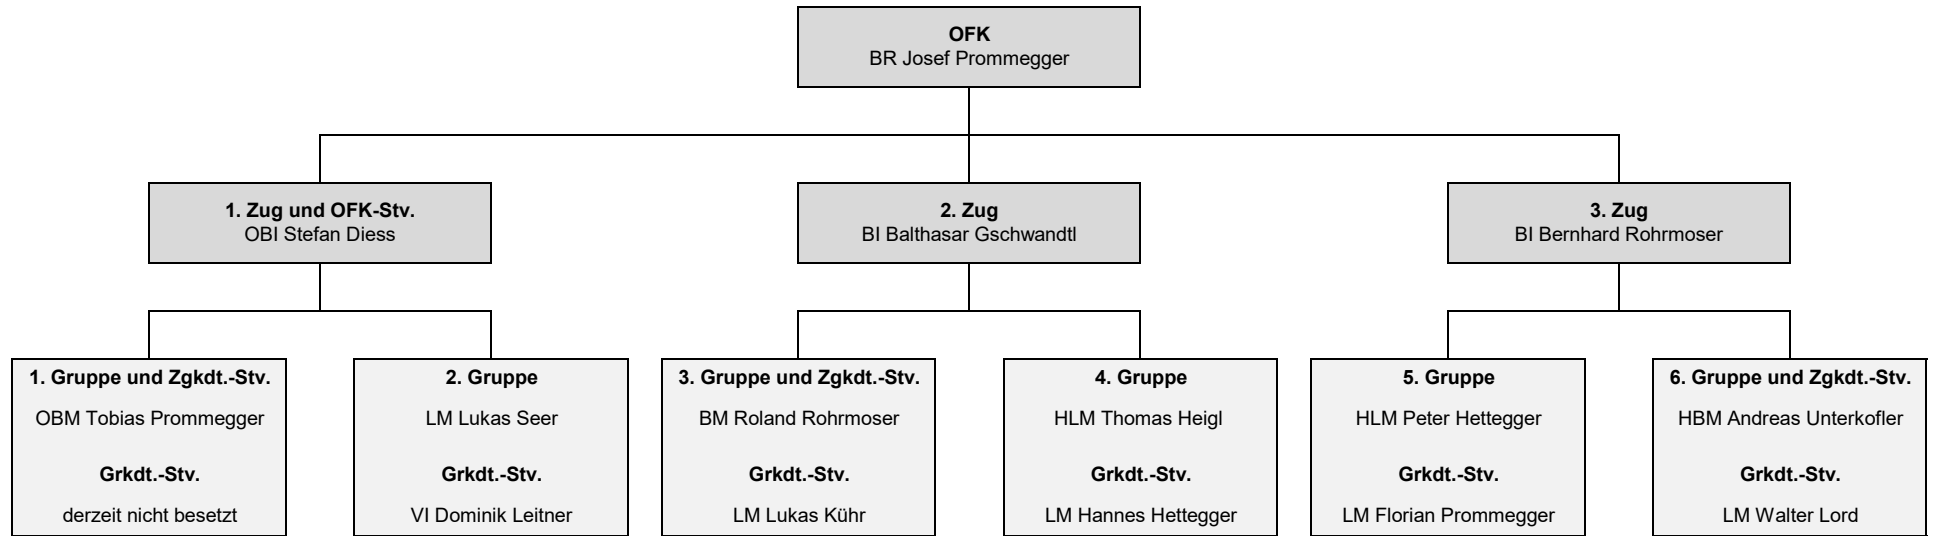 OFK
BR Josef Prommegger
1. Zug und OFK-Stv.
OBI Stefan Diess
2. Zug
BI Balthasar Gschwandtl
3. Zug
BI Bernhard Rohrmoser
1. Gruppe und Zgkdt.-Stv.
OBM Tobias Prommegger
Grkdt.-Stv.
derzeit nicht besetzt
2. Gruppe
LM Lukas Seer
Grkdt.-Stv.
VI Dominik Leitner
3. Gruppe und Zgkdt.-Stv.
BM Roland Rohrmoser
Grkdt.-Stv.
LM Lukas Kühr
4. Gruppe
HLM Thomas Heigl
Grkdt.-Stv.
LM Hannes Hettegger
5. Gruppe
HLM Peter Hettegger
Grkdt.-Stv.
LM Florian Prommegger
6. Gruppe und Zgkdt.-Stv.
HBM Andreas Unterkofler
Grkdt.-Stv.
LM Walter Lord